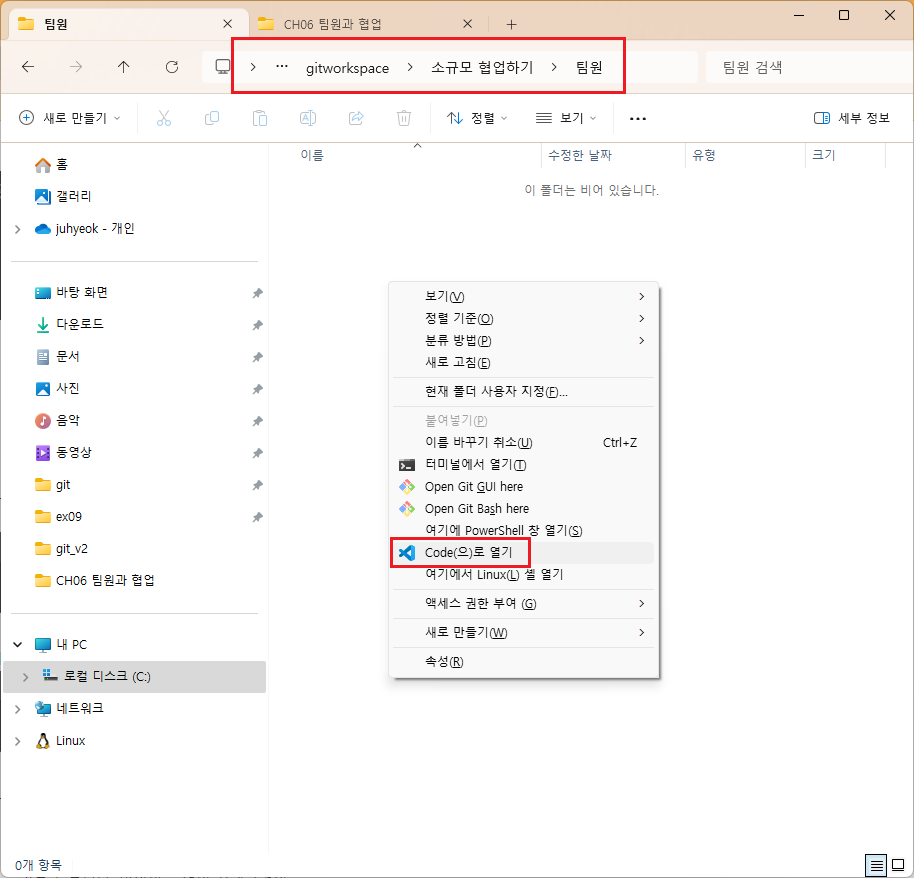 팀원
CH06 팀원과 협업
gitworkspace
소규모 협업하기
팀원
팀원 검색
새로 만들기
정렬
보기
세부 정보
이름
수정한 날짜
유형
크기
이 폴더는 비어 있습니다.
홈
갤러리
juhyeok - 개인
바탕 화면
다운로드
문서
사진
음악
동영상
git
ex09
git_v2
CH06 팀원과 협업
내 PC
로컬 디스크 (C:)
네트워크
Linux
보기(V)
정렬 기준(O)
분류 방법(P)
새로 고침(E)
현재 폴더 사용자 지정(F)...
붙여넣기(P)
이름 바꾸기 취소(U) Ctrl+Z
터미널에서 열기(T)
Open Git GUI here
Open Git Bash here
여기에 PowerShell 창 열기(S)
Code(으)로 열기
여기에서 Linux(L) 셸 열기
액세스 권한 부여 (G)
새로 만들기(W)
속성(R)
0개 항목